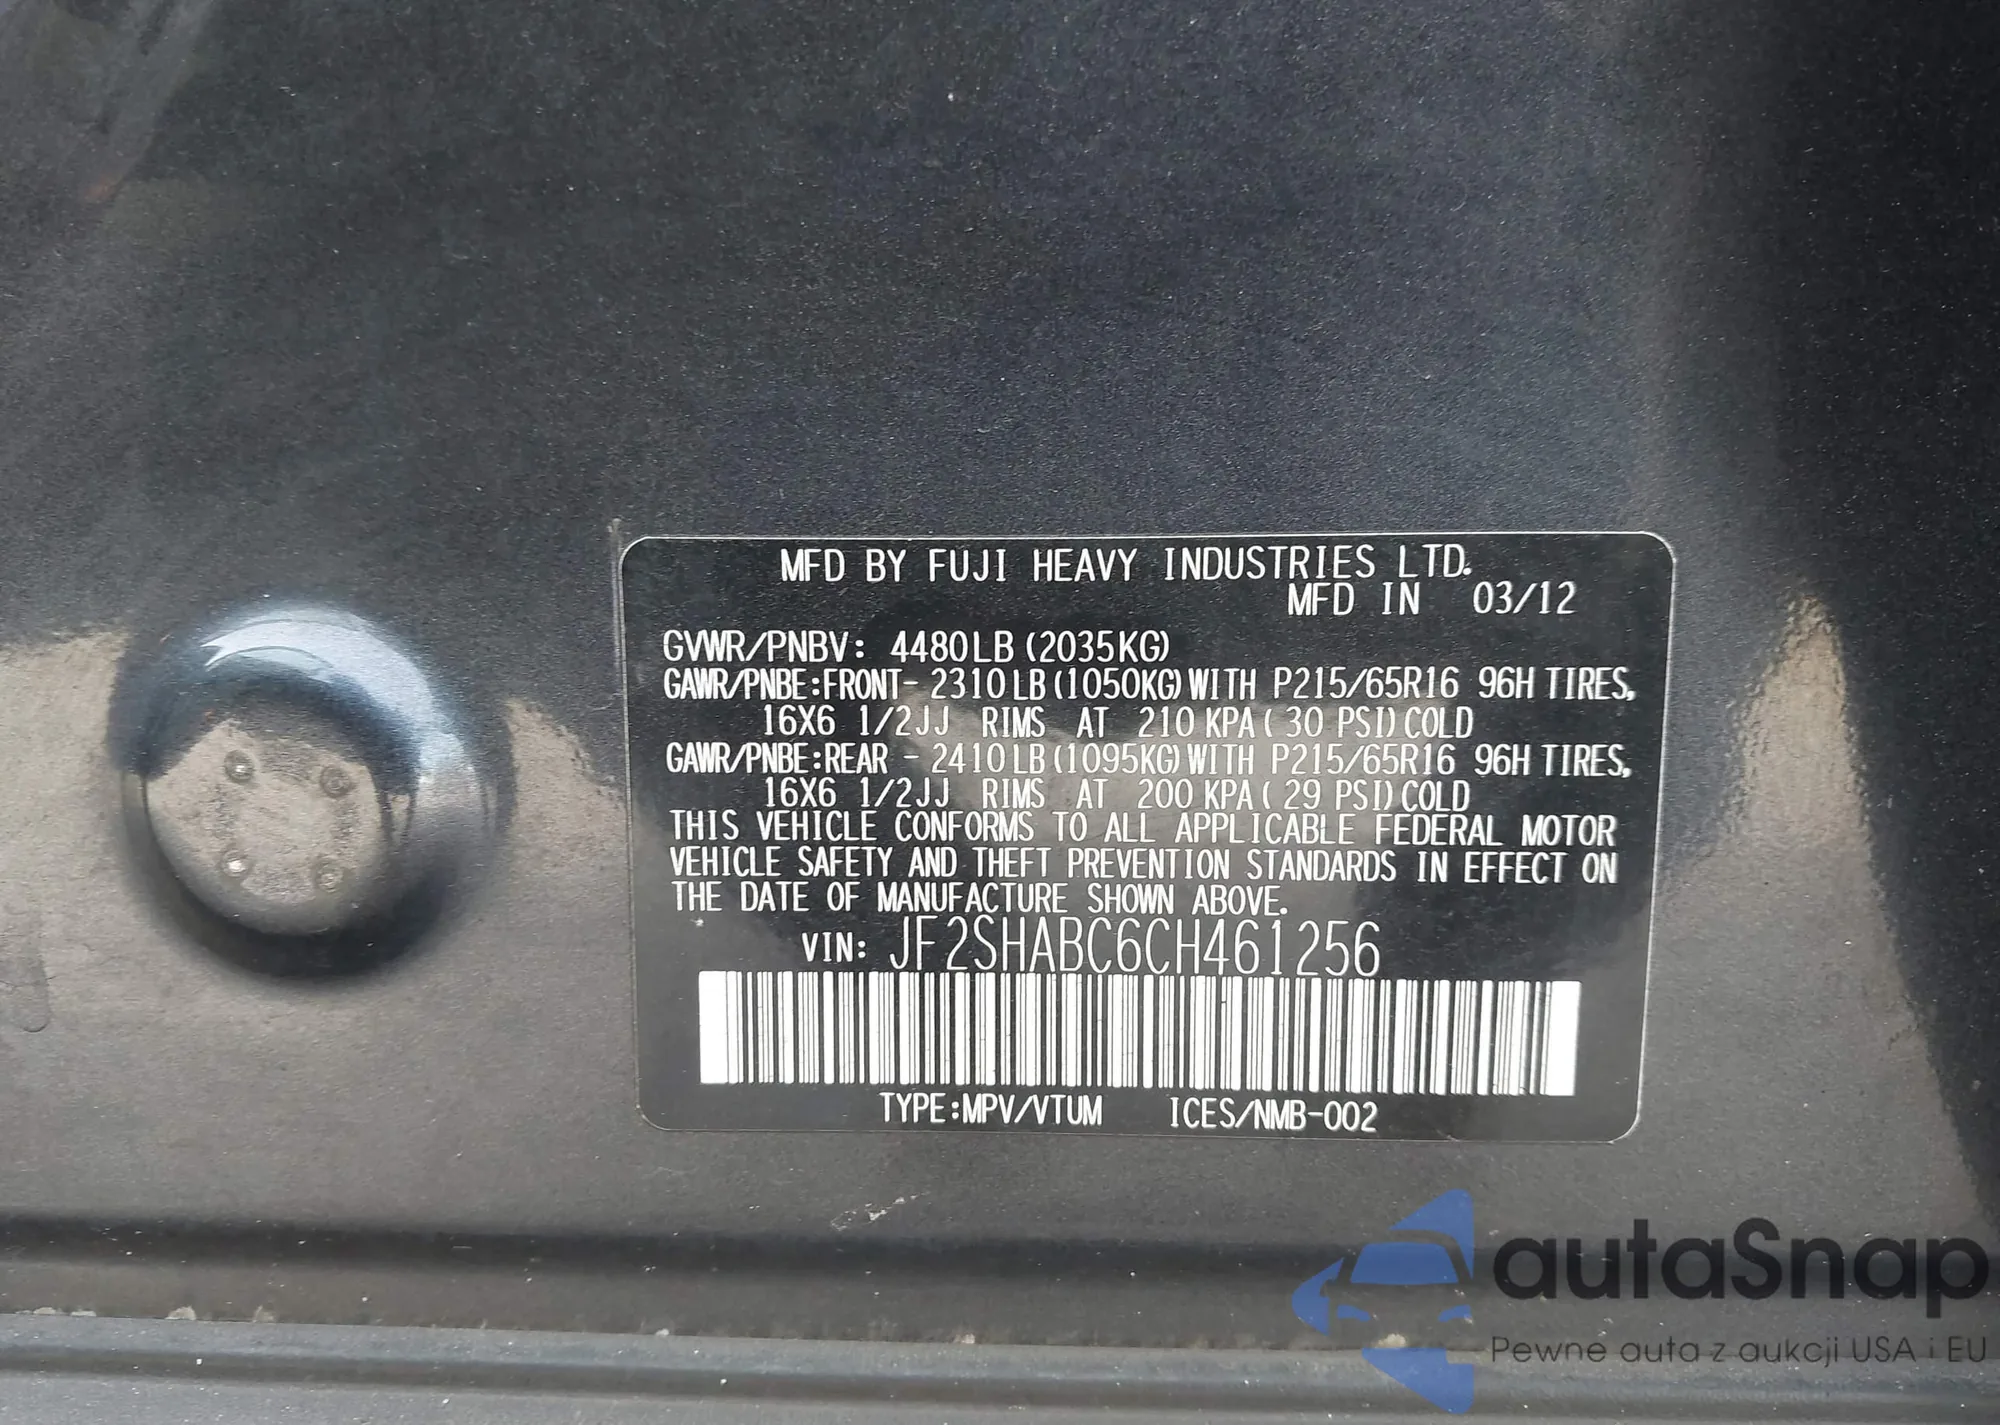 MFD BY FUJI HEAVY INDUSTRIES LTD.
MFD IN 03/12
GVWR/PNBV: 4480LB (2035KG)
GAWR/PNBE:FRONT- 2310LB(1050KG)WITH P215/65R16 96H TIRES,
16X6 1/2JJ RIMS AT 210 KPA( 30 PSI)COLD
GAWR/PNBE:REAR - 2410LB(1095KG)WITH P215/65R16 96H TIRES,
16X6 1/2JJ RIMS AT 200 KPA( 29 PSI)COLD
THIS VEHICLE CONFORMS TO ALL APPLICABLE FEDERAL MOTOR
VEHICLE SAFETY AND THEFT PREVENTION STANDARDS IN EFFECT ON
THE DATE OF MANUFACTURE SHOWN ABOVE.
VIN: JF2SHABC6CH461256
TYPE:MPV/VTUM ICES/NMB-002
autaSnap
Pewne auta z aukcji USA i EU